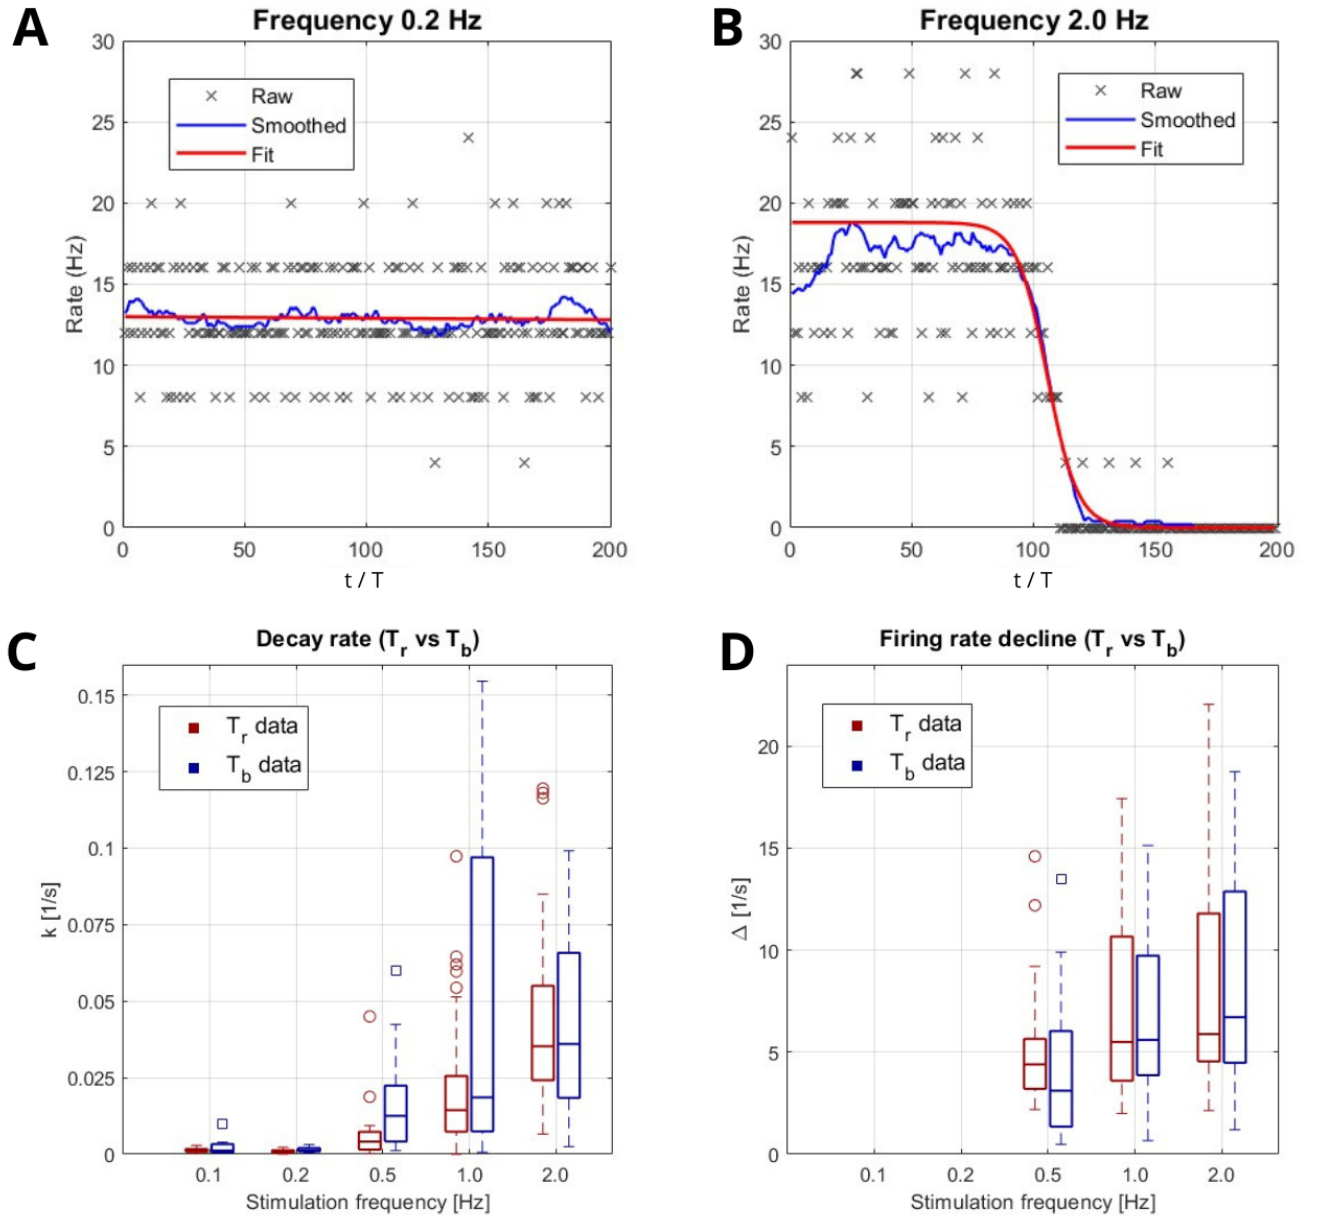 A
Frequency 0.2 Hz
30
25
20
15
10
5
0
Rate (Hz)
Raw
Smoothed
Fit
0 50 100 150 200
t / T
B
Frequency 2.0 Hz
30
25
20
15
10
5
0
Rate (Hz)
Raw
Smoothed
Fit
0 50 100 150 200
t / T
C
Decay rate (Tr vs Tb)
0.15
0.125
0.1
0.075
0.05
0.025
0
k [1/s]
Tr data
Tb data
0.1 0.2 0.5 1.0 2.0
Stimulation frequency [Hz]
D
Firing rate decline (Tr vs Tb)
20
15
10
5
0
Δ [1/s]
Tr data
Tb data
0.1 0.2 0.5 1.0 2.0
Stimulation frequency [Hz]